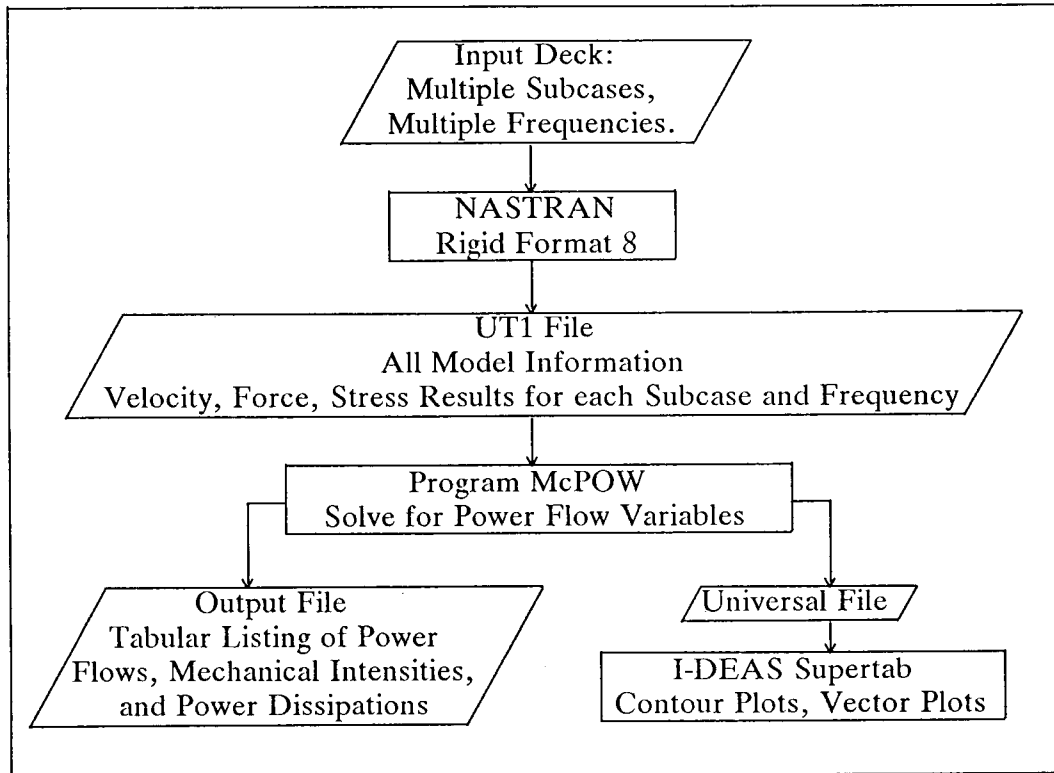 Input Deck:
Multiple Subcases,
Multiple Frequencies.
NASTRAN
Rigid Format 8
UT1 File
All Model Information
Velocity, Force, Stress Results for each Subcase and Frequency
Program McPOW
Solve for Power Flow Variables
Output File
Tabular Listing of Power
Flows, Mechanical Intensities,
and Power Dissipations
Universal File
I-DEAS Supertab
Contour Plots, Vector Plots